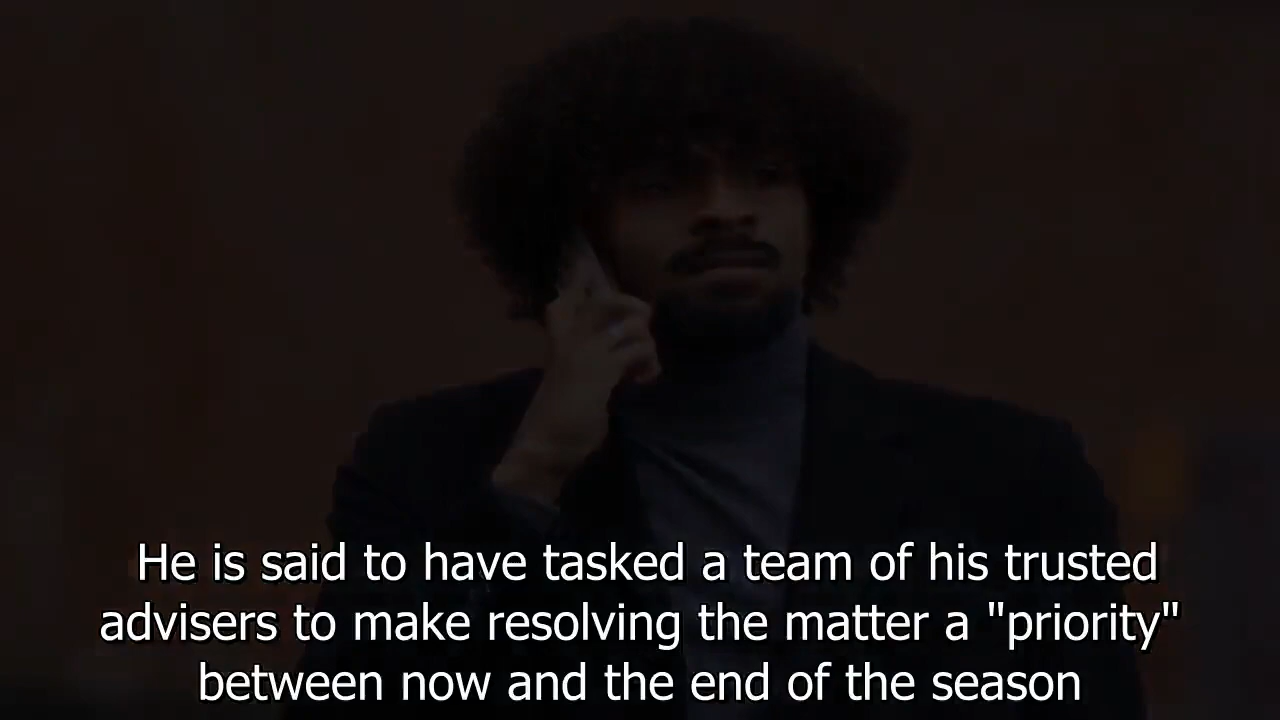 He is said to have tasked a team of his trusted
advisers to make resolving the matter a "priority"
between now and the end of the season